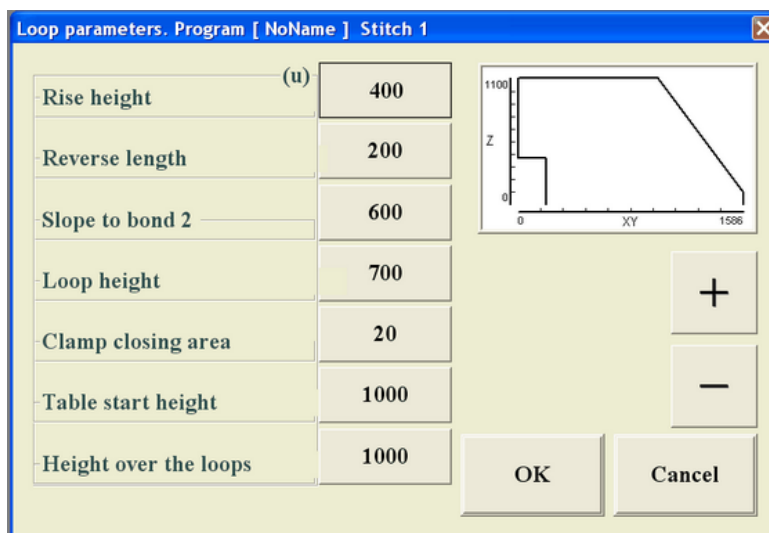 Loop parameters. Program [ NoName ] Stitch 1
(u)
Rise height 400
Reverse length 200
Slope to bond 2 600
Loop height 700
Clamp closing area 20
Table start height 1000
Height over the loops 1000
1100
Z
0
0 XY 1586
+
−
OK Cancel